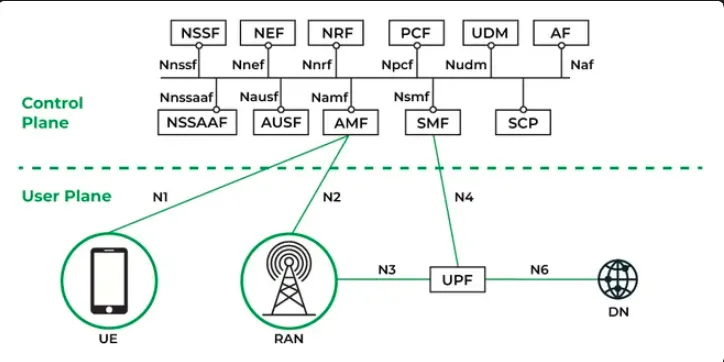 NSSF NEF NRF PCF UDM AF
Nnssf Nnef Nnrf Npcf Nudm Naf
Nnssaaf Nausf Namf Nsmf
Control
Plane
NSSAAF AUSF AMF SMF SCP
User Plane
N1 N2 N4
N3 N6
UPF
UE RAN DN